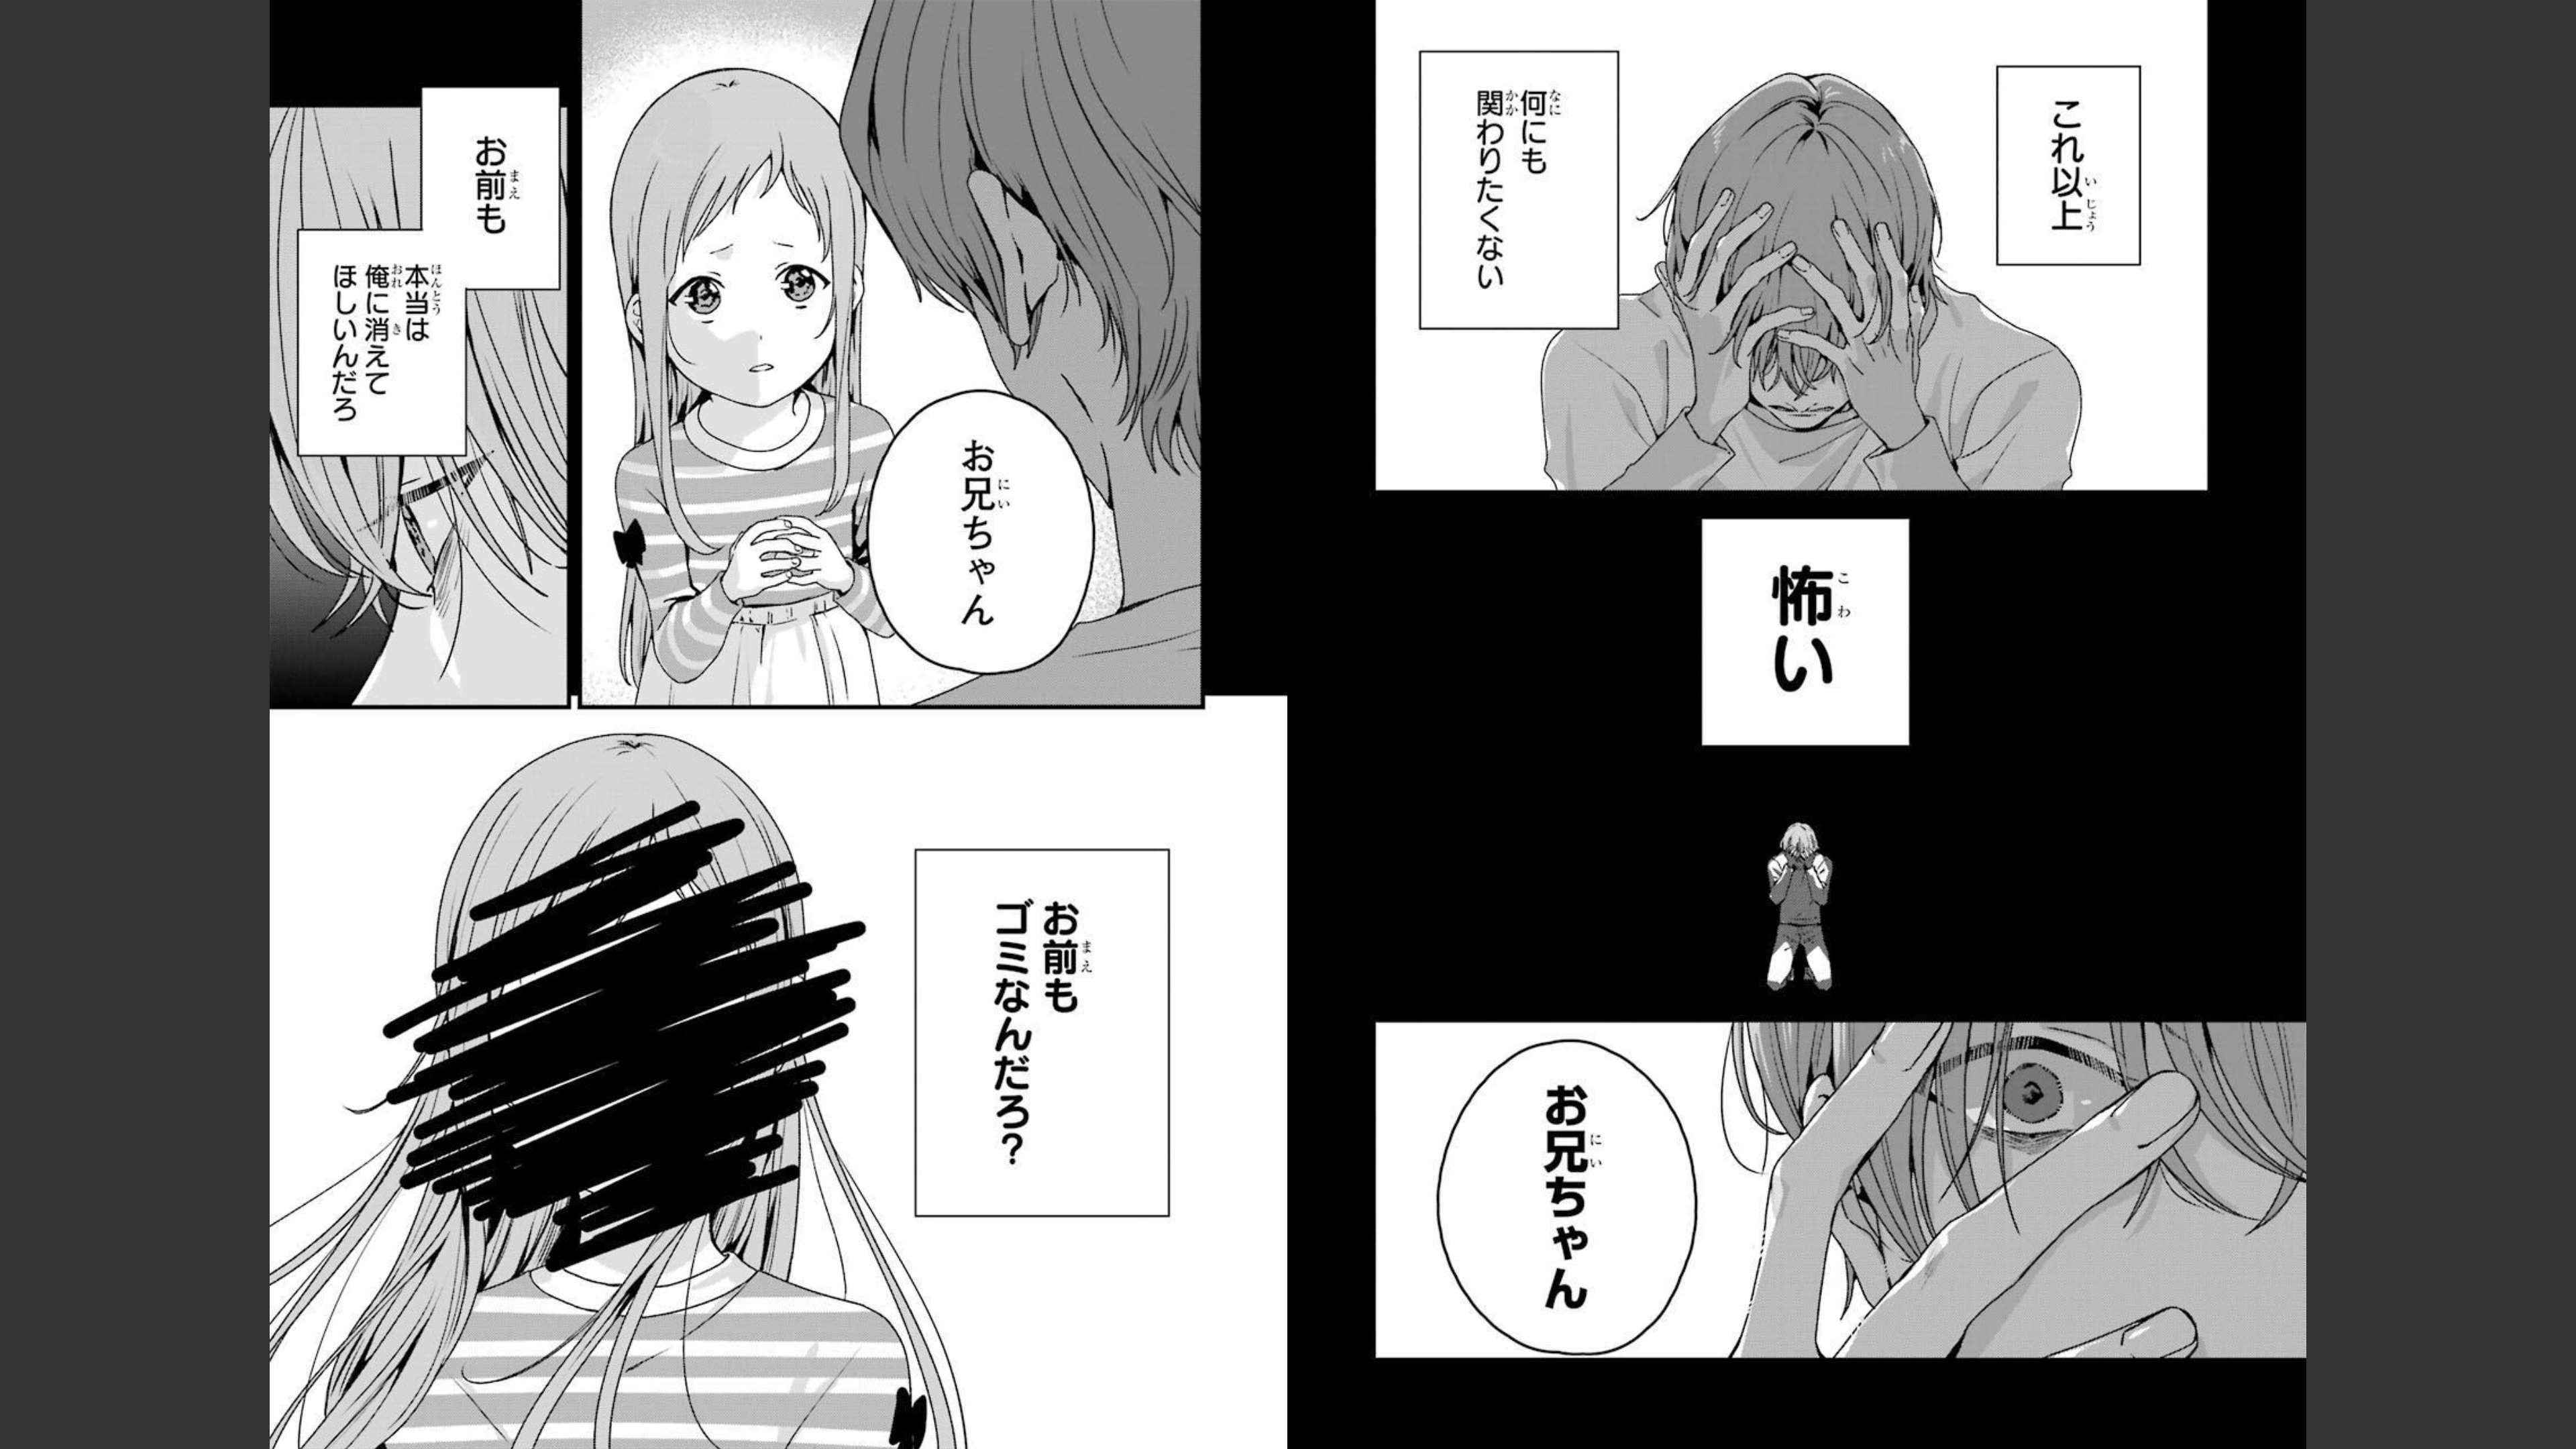 これ以上
何にも
関わりたくない
怖い
お兄ちゃん
お兄ちゃん
お前も
本当は
俺に消えて
ほしいんだろ
お前も
ゴミなんだろ?